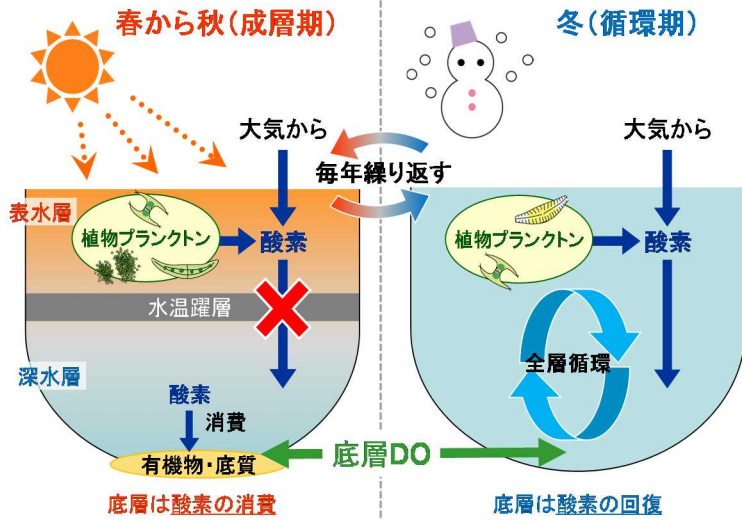 春から秋(成層期)
大気から
表水層
植物プランクトン
酸素
水温躍層
深水層
酸素
消費
有機物・底質
底層は酸素の消費
毎年繰り返す
底層DO
冬(循環期)
大気から
植物プランクトン
酸素
全層循環
底層は酸素の回復